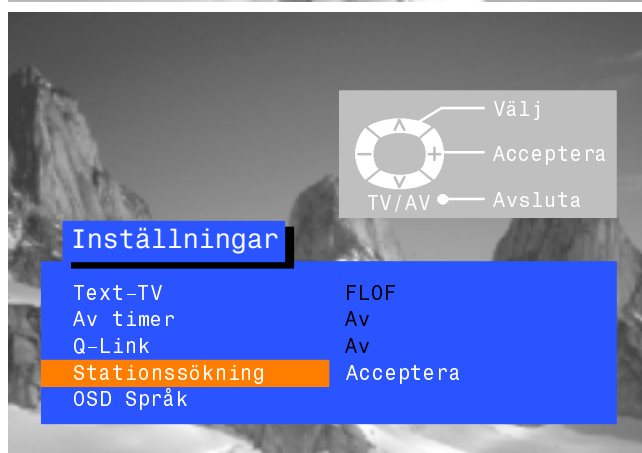 Välj
Acceptera
TV/AV Avsluta
Inställningar
Text-TV FLOF
Av timer Av
Q-Link Av
Stationssökning Acceptera
OSD Språk